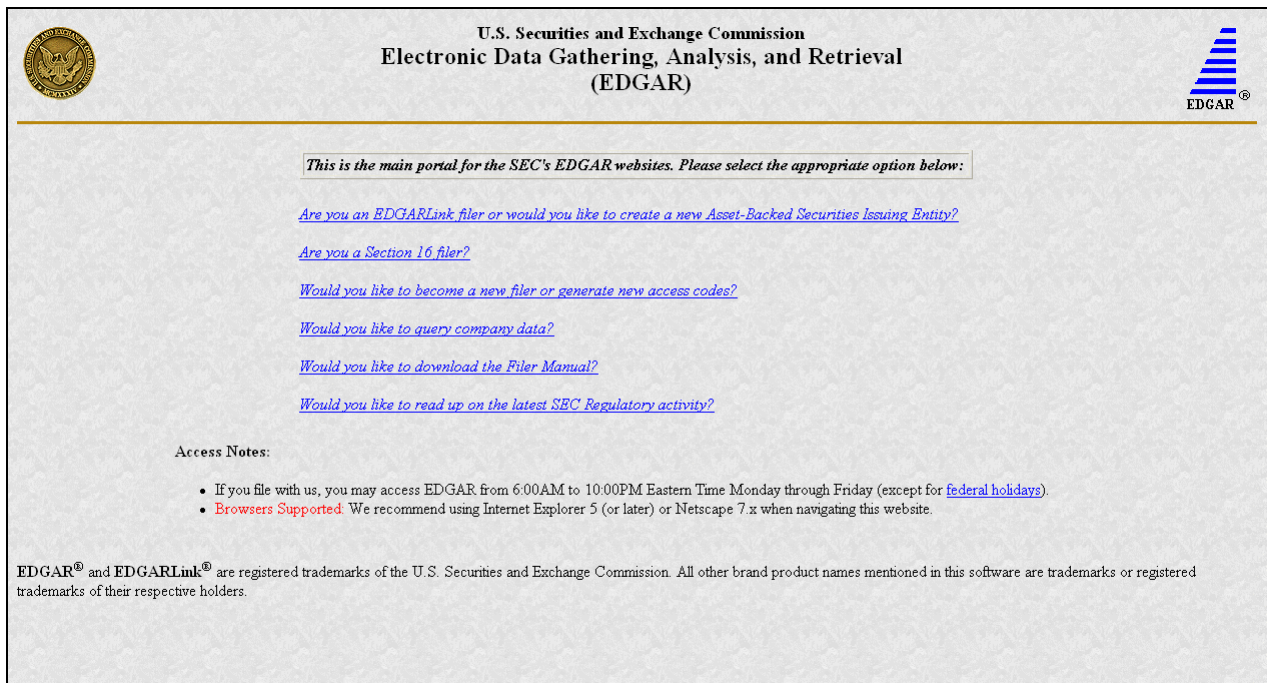 U.S. Securities and Exchange Commission
Electronic Data Gathering, Analysis, and Retrieval
(EDGAR)
EDGAR ®
This is the main portal for the SEC's EDGAR websites. Please select the appropriate option below:
Are you an EDGARLink filer or would you like to create a new Asset-Backed Securities Issuing Entity?
Are you a Section 16 filer?
Would you like to become a new filer or generate new access codes?
Would you like to query company data?
Would you like to download the Filer Manual?
Would you like to read up on the latest SEC Regulatory activity?
Access Notes:
• If you file with us, you may access EDGAR from 6:00AM to 10:00PM Eastern Time Monday through Friday (except for federal holidays).
• Browsers Supported: We recommend using Internet Explorer 5 (or later) or Netscape 7.x when navigating this website.
EDGAR® and EDGARLink® are registered trademarks of the U.S. Securities and Exchange Commission. All other brand product names mentioned in this software are trademarks or registered
trademarks of their respective holders.